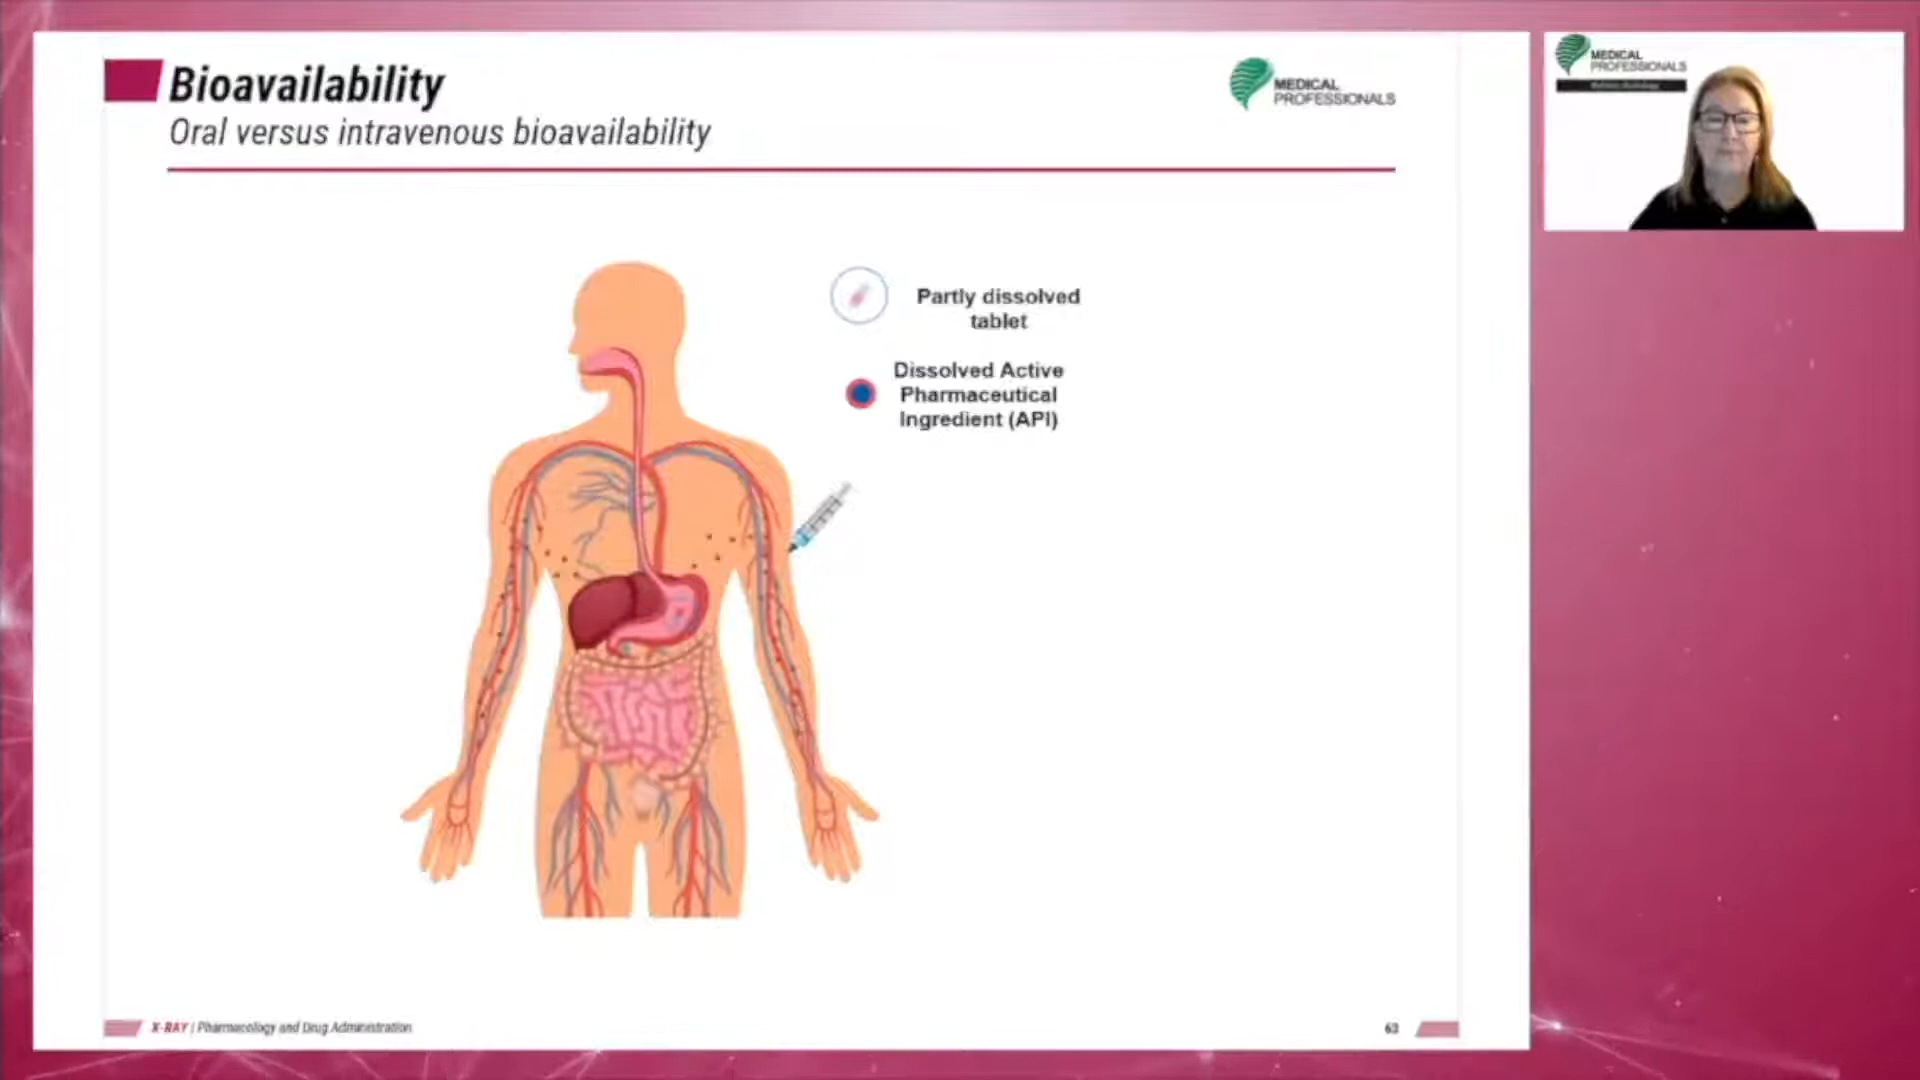 Bioavailability
Oral versus intravenous bioavailability
MEDICAL
PROFESSIONALS
MEDICAL
PROFESSIONALS
Partly dissolved
tablet
Dissolved Active
Pharmaceutical
Ingredient (API)
X-RAY | Pharmacology and Drug Administration
63